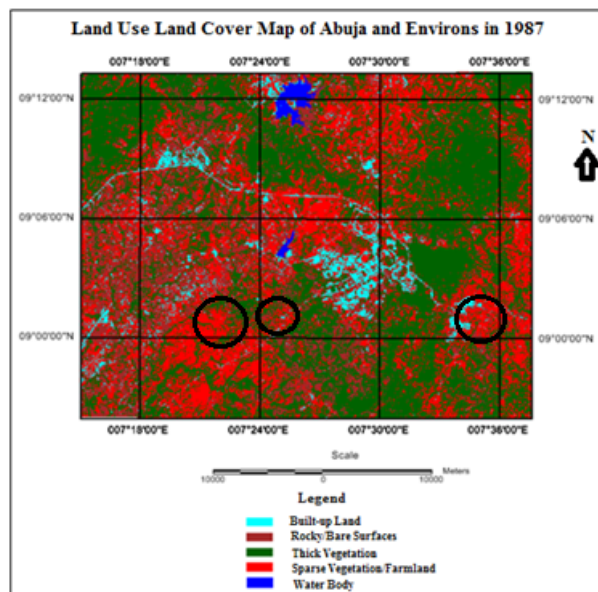 Land Use Land Cover Map of Abuja and Environs in 1987
007°18'00"E 007°24'00"E 007°30'00"E 007°36'00"E
09°12'00"N 09°12'00"N
N
09°06'00"N 09°06'00"N
09°00'00"N 09°00'00"N
007°18'00"E 007°24'00"E 007°30'00"E 007°36'00"E
Scale
10000 0 10000 Meters
Legend
Built-up Land
Rocky/Bare Surfaces
Thick Vegetation
Sparse Vegetation/Farmland
Water Body